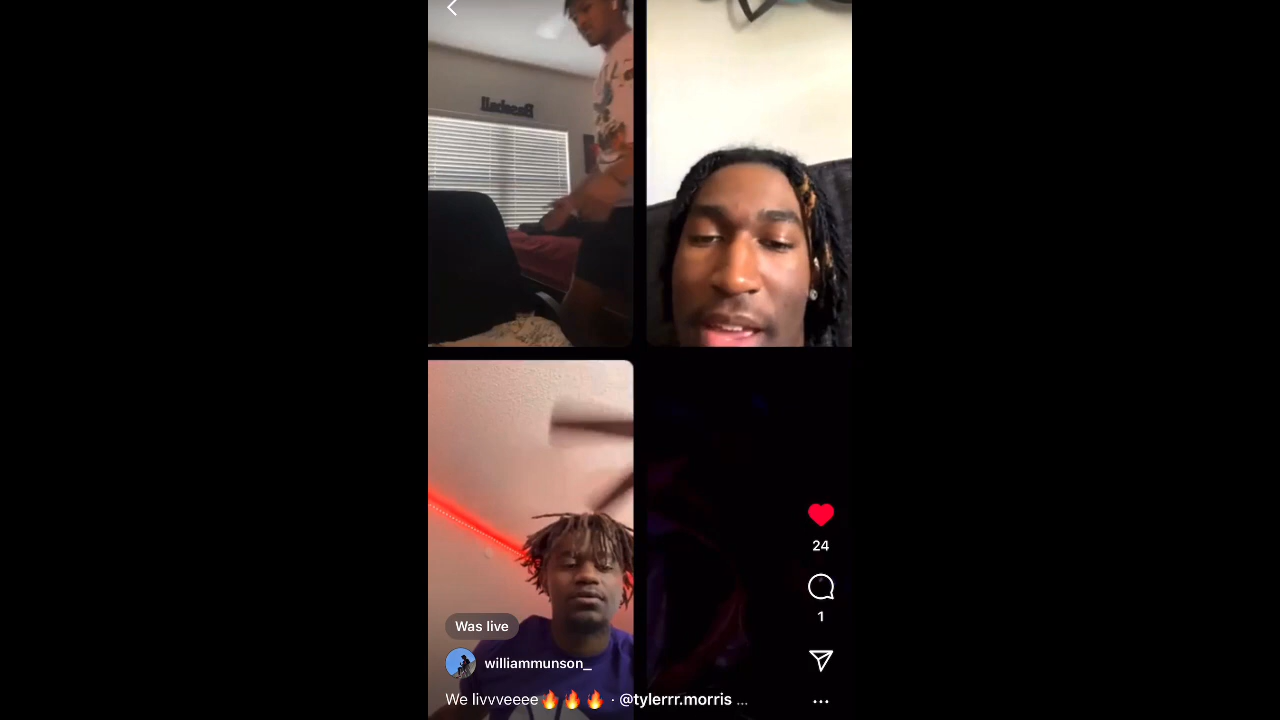 Baseball
24
1
Was live
williammunson_
We livvveeee🔥🔥🔥 · @tylerrr.morris ...